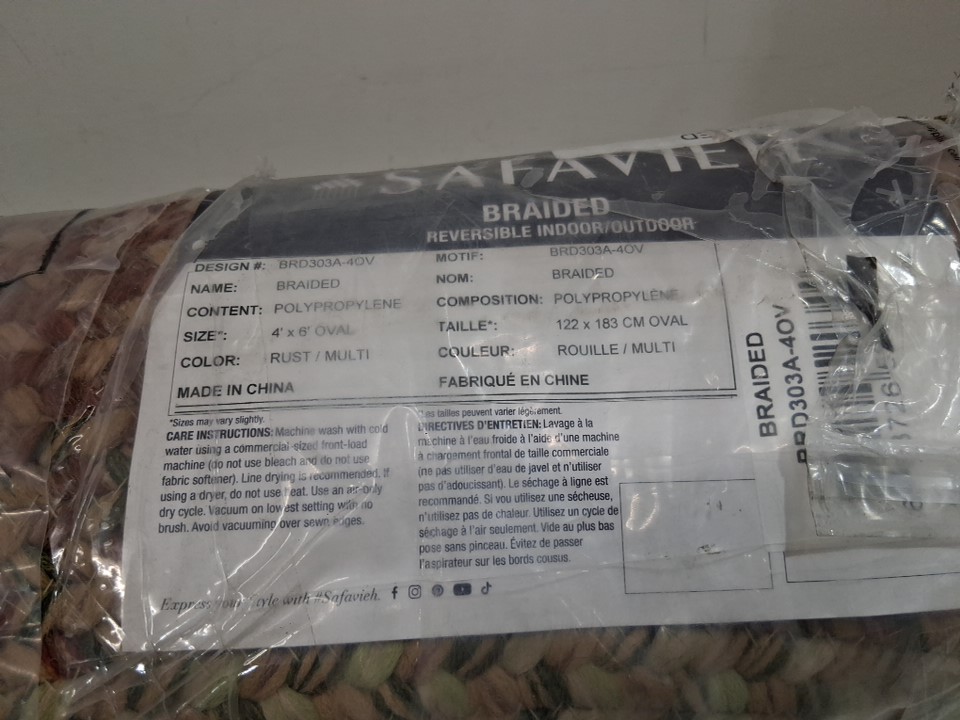 SAFAVIEH
BRAIDED
REVERSIBLE INDOOR/OUTDOOR
DESIGN #: BRD303A-4OV
NAME: BRAIDED
CONTENT: POLYPROPYLENE
SIZE*: 4' x 6' OVAL
COLOR: RUST / MULTI
MADE IN CHINA
MOTIF: BRD303A-4OV
NOM: BRAIDED
COMPOSITION: POLYPROPYLÈNE
TAILLE*: 122 x 183 CM OVAL
COULEUR: ROUILLE / MULTI
FABRIQUÉ EN CHINE
*Sizes may vary slightly.
CARE INSTRUCTIONS: Machine wash with cold
water using a commercial-sized front-load
machine (do not use bleach and do not use
fabric softener). Line drying is recommended. If
using a dryer, do not use heat. Use an air-only
dry cycle. Vacuum on lowest setting with no
brush. Avoid vacuuming over sewn edges.
*Les tailles peuvent varier légèrement.
DIRECTIVES D'ENTRETIEN: Lavage à la
machine à l'eau froide à l'aide d'une machine
à chargement frontal de taille commerciale
(ne pas utiliser d'eau de javel et n'utiliser
pas d'adoucissant). Le séchage à ligne est
recommandé. Si vou utilisez une sécheuse,
n'utilisez pas de chaleur. Utilisez un cycle de
séchage à l'air seulement. Vide au plus bas
pose sans pinceau. Évitez de passer
l'aspirateur sur les bords cousus.
Express your style with #Safavieh.
BRAIDED
BRD303A-4OV